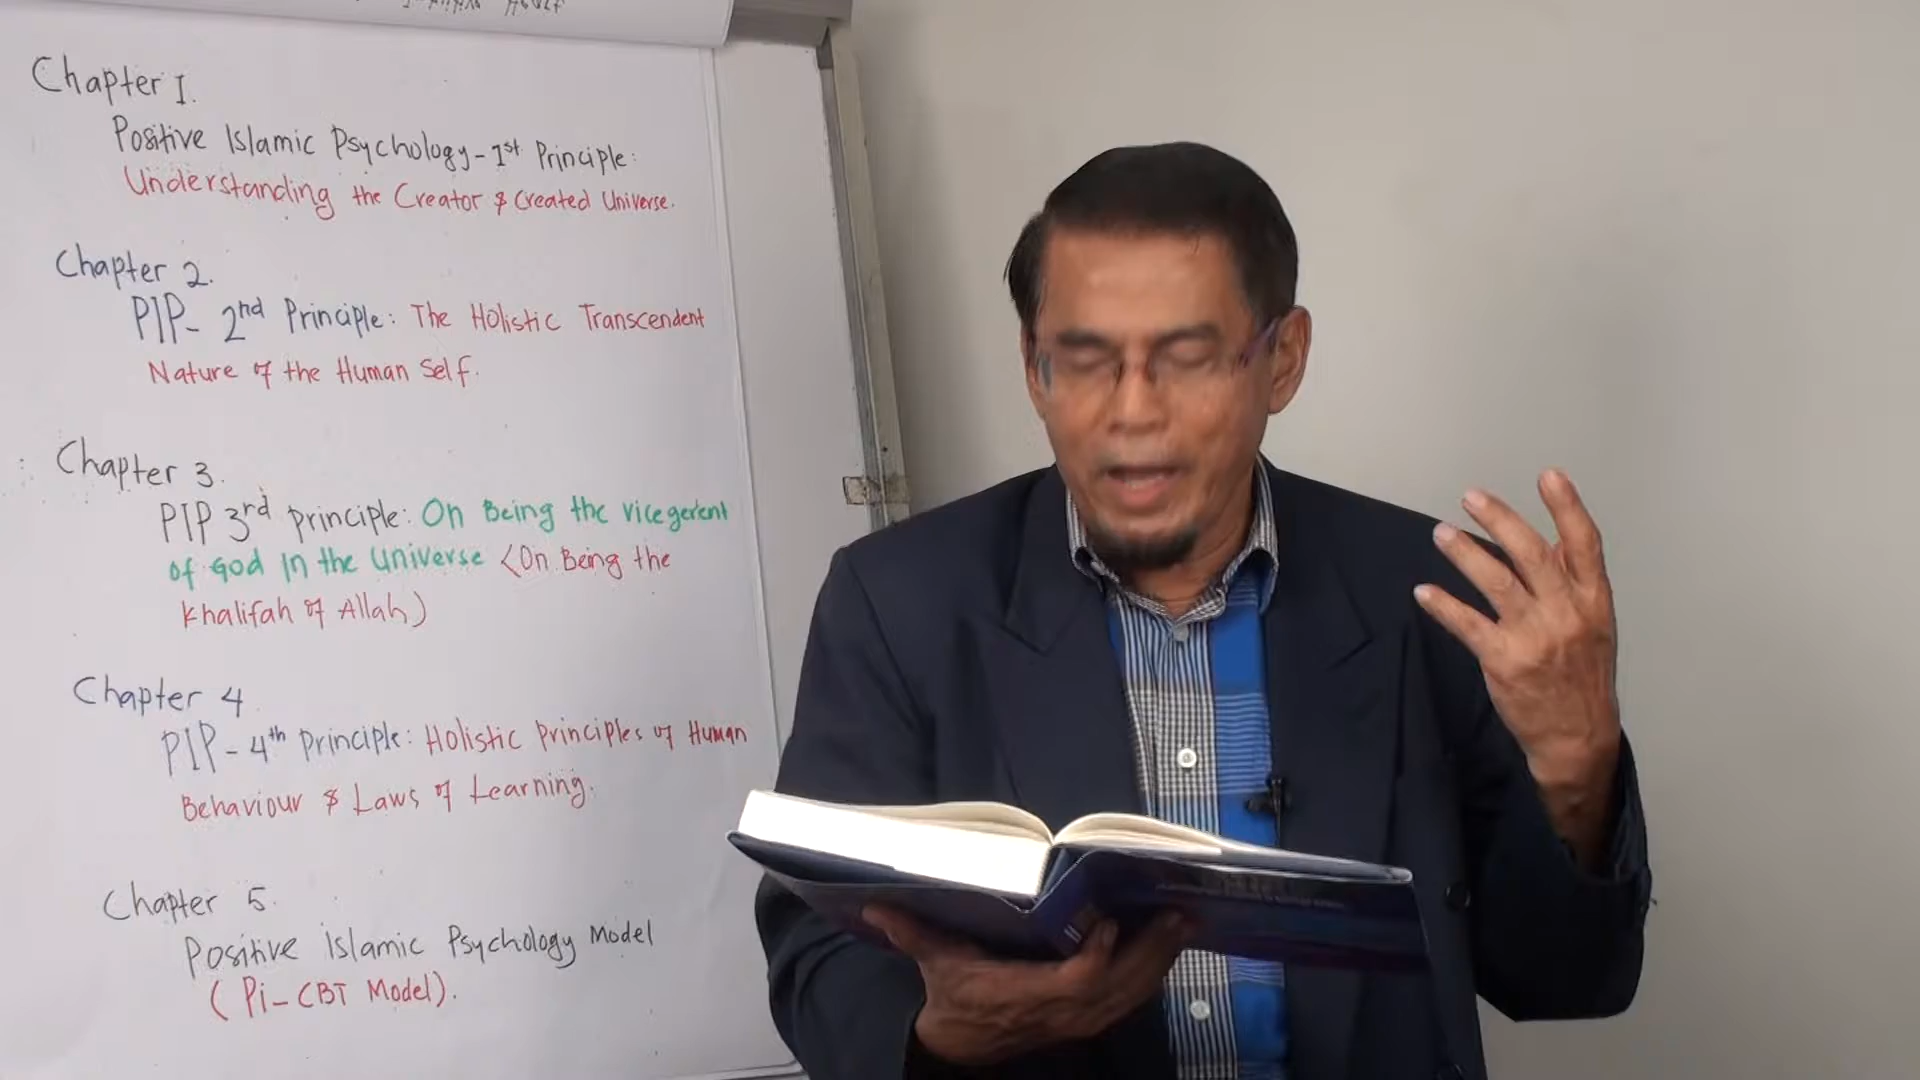 Chapter 1.
Positive Islamic Psychology - 1st Principle:
Understanding the Creator & Created Universe.
Chapter 2.
PIP- 2nd Principle: The Holistic Transcendent
Nature of the Human Self.
Chapter 3.
PIP 3rd principle: On Being the vicegerent
of God In the Universe (On Being the
Khalifah of Allah)
Chapter 4
PIP - 4th Principle: Holistic Principles of Human
Behaviour & Laws of Learning.
Chapter 5.
Positive Islamic Psychology Model
(Pi-CBT Model).